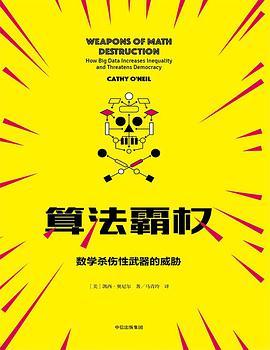 WEAPONS OF MATH
DESTRUCTION
How Big Data Increases Inequality
and Threatens Democracy
CATHY O'NEIL
算法霸权
数学杀伤性武器的威胁
[美] 凯西·奥尼尔 著 / 马青玲 译
中信出版集团